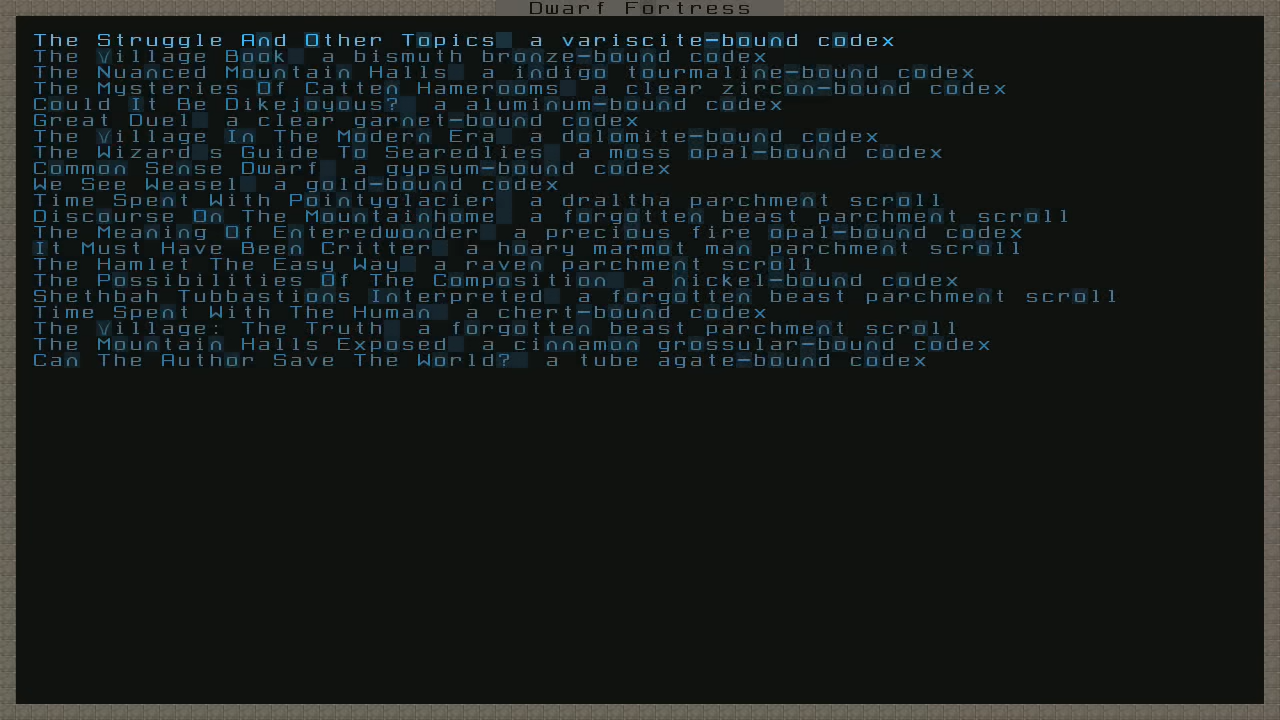 Dwarf Fortress
The Struggle And Other Topics a variscite-bound codex
The Village Book a bismuth bronze-bound codex
The Nuanced Mountain Halls a indigo tourmaline-bound codex
The Mysteries Of Catten Hamerooms a clear zircon-bound codex
Could It Be Dikejoyous? a aluminum-bound codex
Great Duel a clear garnet-bound codex
The Village In The Modern Era a dolomite-bound codex
The Wizard s Guide To Searedlies a moss opal-bound codex
Common Sense Dwarf a gypsum-bound codex
We See Weasel a gold-bound codex
Time Spent With Pointyglacier a draltha parchment scroll
Discourse On The Mountainhome a forgotten beast parchment scroll
The Meaning Of Enteredwonder a precious fire opal-bound codex
It Must Have Been Critter a hoary marmot man parchment scroll
The Hamlet The Easy Way a raven parchment scroll
The Possibilities Of The Composition a nickel-bound codex
Shethbah Tubbastions Interpreted a forgotten beast parchment scroll
Time Spent With The Human a chert-bound codex
The Village: The Truth a forgotten beast parchment scroll
The Mountain Halls Exposed a cinnamon grossular-bound codex
Can The Author Save The World? a tube agate-bound codex